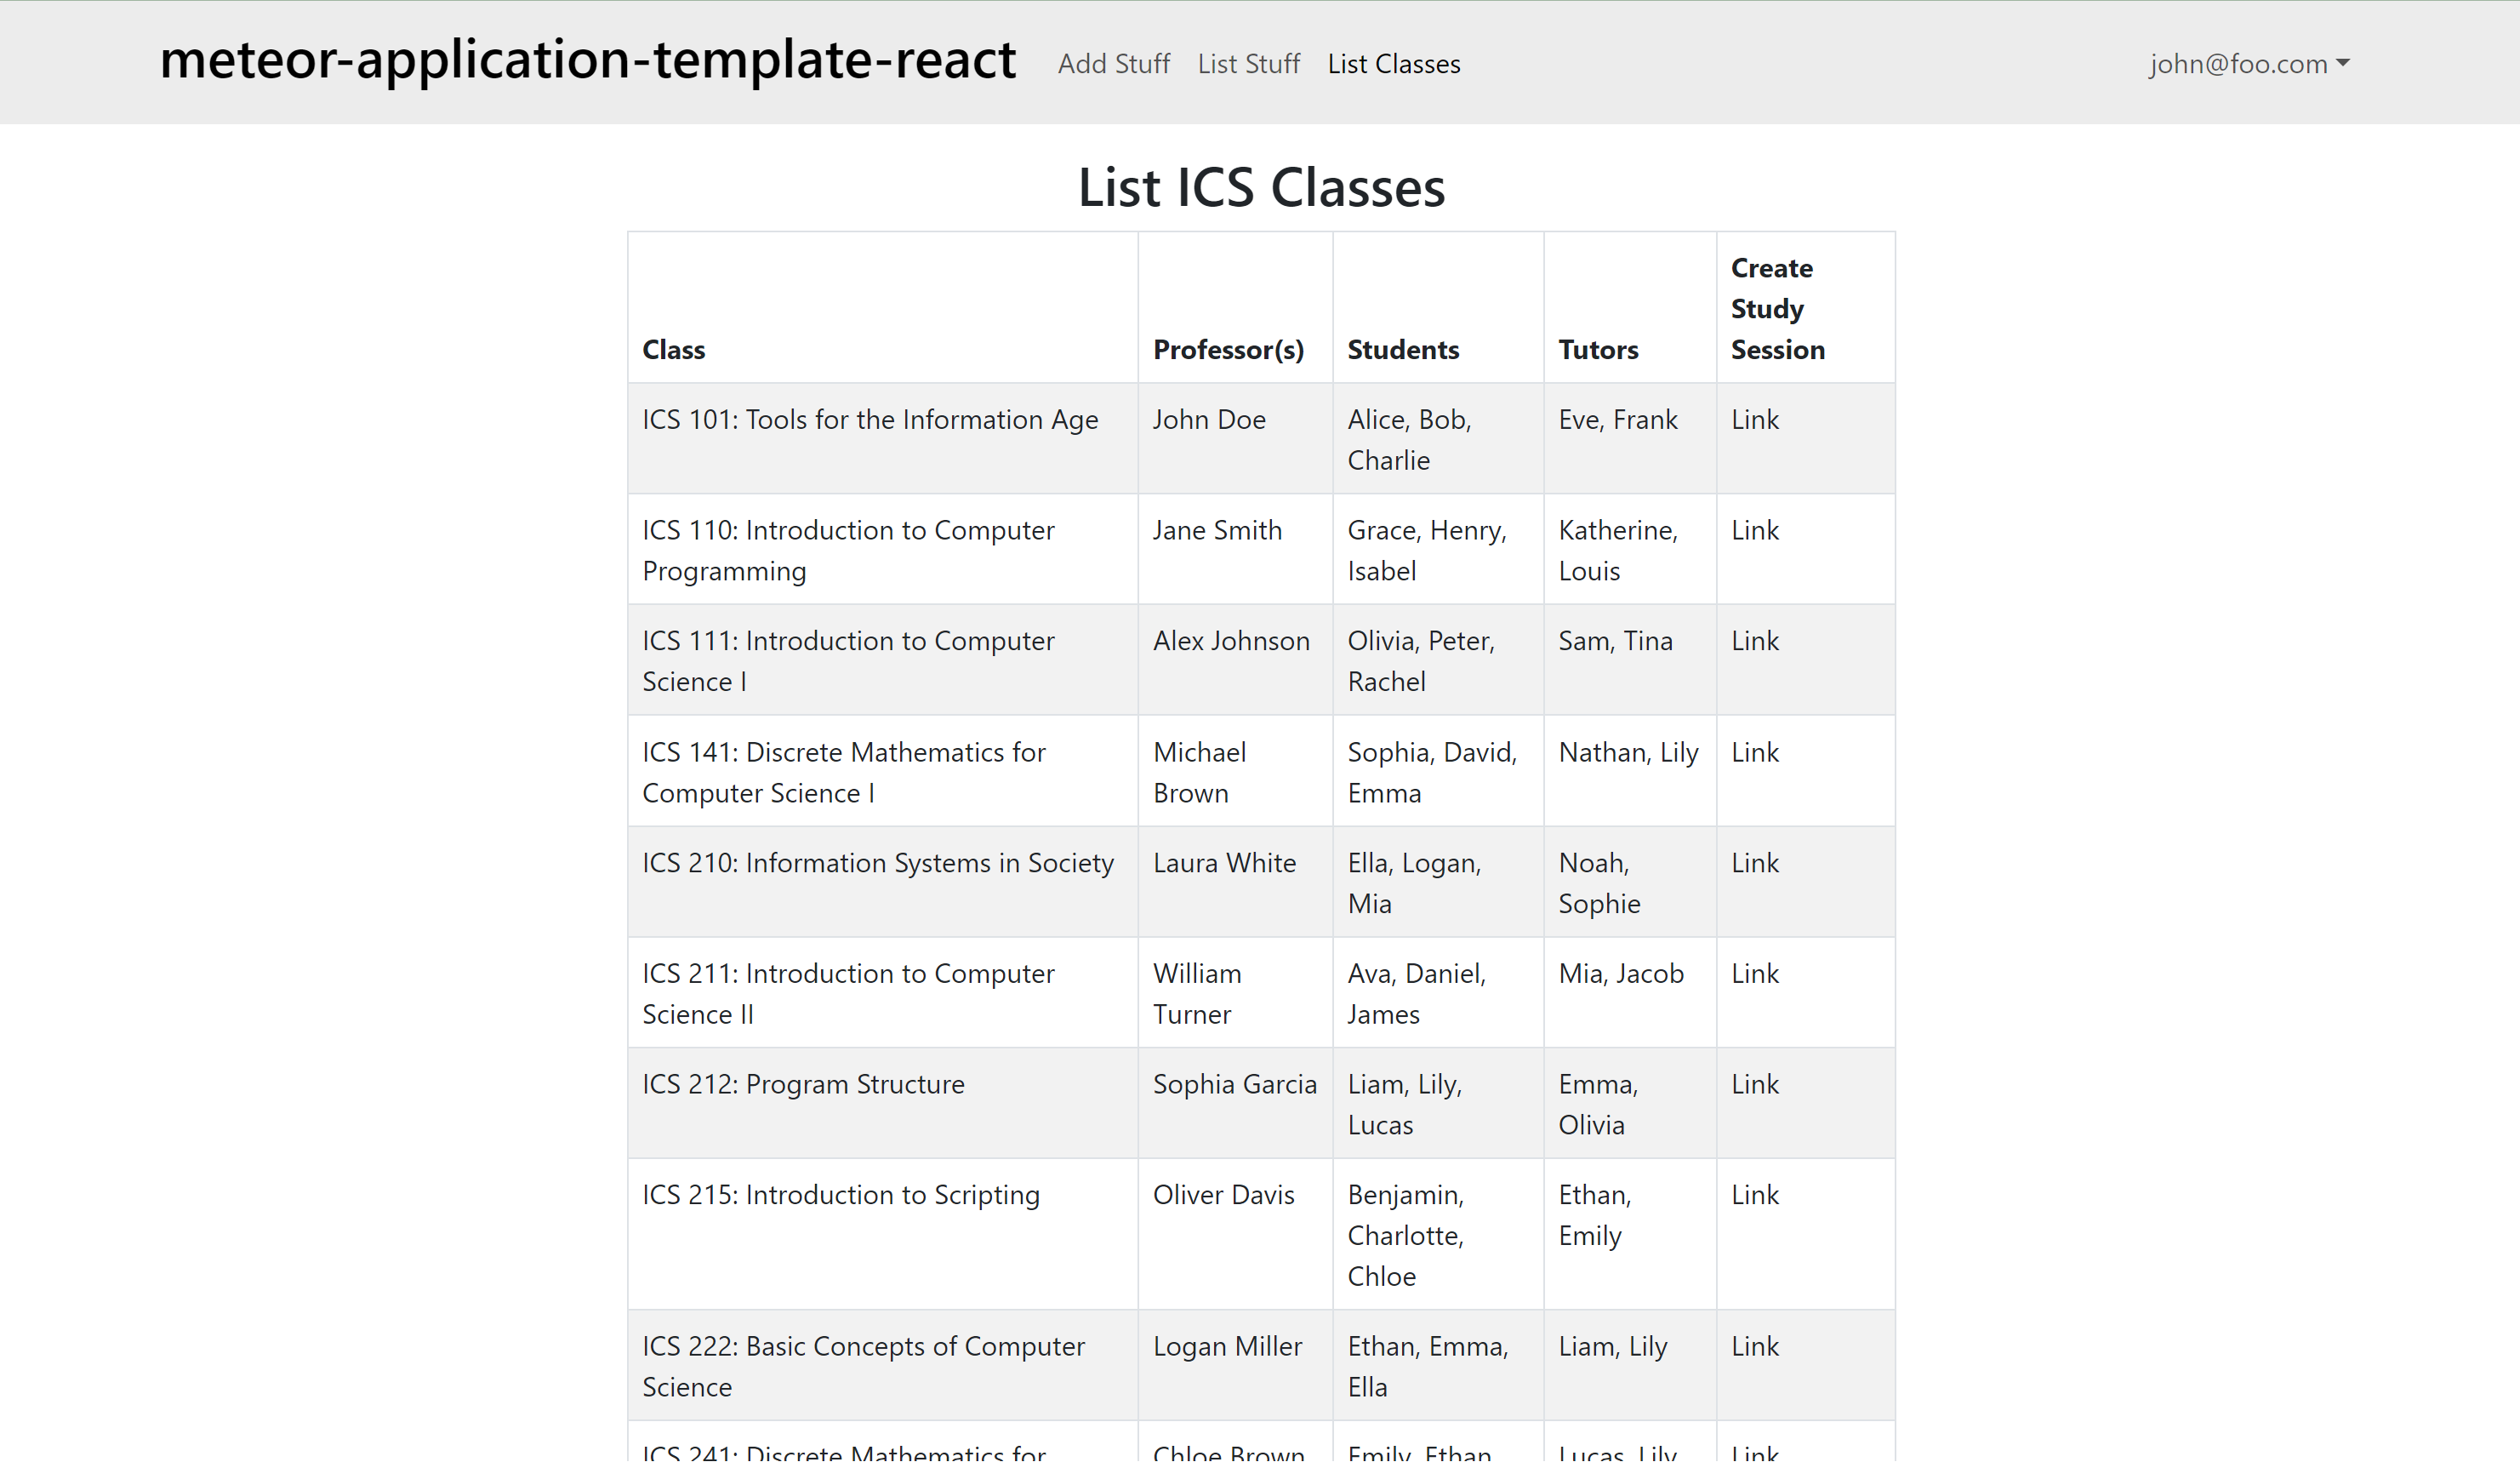 meteor-application-template-react Add Stuff List Stuff List Classes john@foo.com
List ICS Classes
Create
Study
Class Professor(s) Students Tutors Session
ICS 101: Tools for the Information Age John Doe Alice, Bob, Eve, Frank Link
Charlie
ICS 110: Introduction to Computer Jane Smith Grace, Henry, Katherine, Link
Programming Isabel Louis
ICS 111: Introduction to Computer Alex Johnson Olivia, Peter, Sam, Tina Link
Science I Rachel
ICS 141: Discrete Mathematics for Michael Sophia, David, Nathan, Lily Link
Computer Science I Brown Emma
ICS 210: Information Systems in Society Laura White Ella, Logan, Noah, Link
Mia Sophie
ICS 211: Introduction to Computer William Ava, Daniel, Mia, Jacob Link
Science II Turner James
ICS 212: Program Structure Sophia Garcia Liam, Lily, Emma, Link
Lucas Olivia
ICS 215: Introduction to Scripting Oliver Davis Benjamin, Ethan, Link
Charlotte, Emily
Chloe
ICS 222: Basic Concepts of Computer Logan Miller Ethan, Emma, Liam, Lily Link
Science Ella
ICS 241: Discrete Mathematics for Chloe Brown Emily, Ethan Lucas, Lily Link